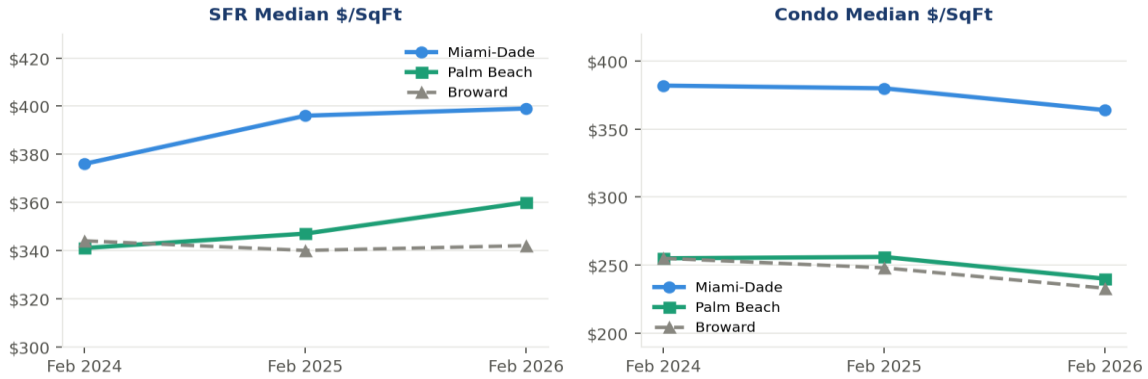 SFR Median $/SqFt
$420
$400
$380
$360
$340
$320
$300
Feb 2024
Feb 2025
Feb 2026
Miami-Dade
Palm Beach
Broward
Condo Median $/SqFt
$400
$350
$300
$250
$200
Feb 2024
Feb 2025
Feb 2026
Miami-Dade
Palm Beach
Broward